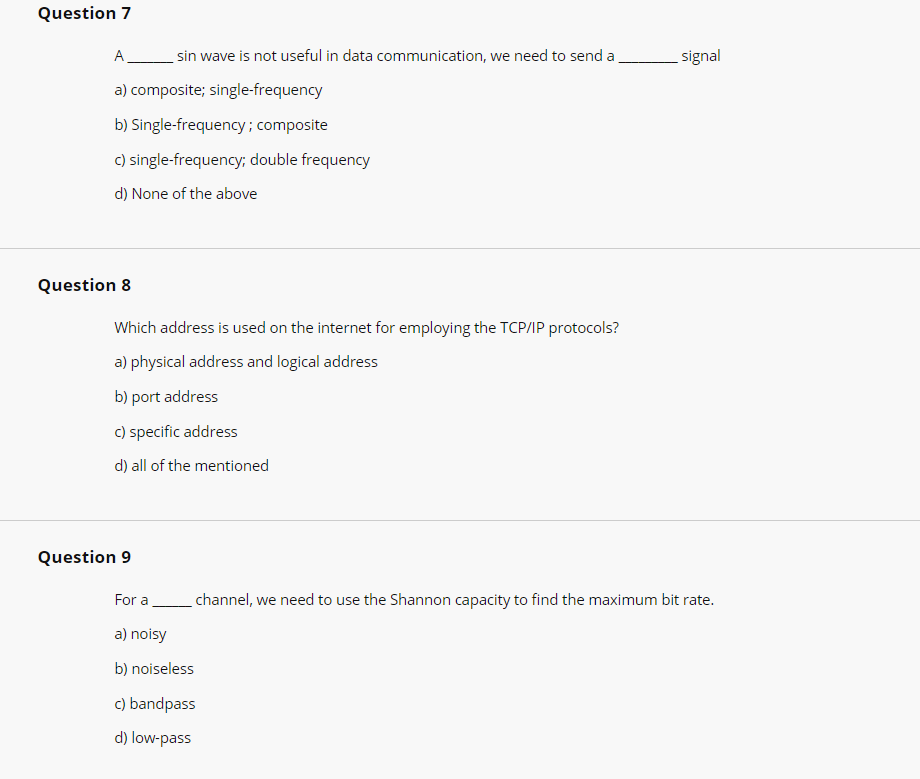 Question 7
A ______ sin wave is not useful in data communication, we need to send a ________ signal
a) composite; single-frequency
b) Single-frequency ; composite
c) single-frequency; double frequency
d) None of the above
Question 8
Which address is used on the internet for employing the TCP/IP protocols?
a) physical address and logical address
b) port address
c) specific address
d) all of the mentioned
Question 9
For a _____ channel, we need to use the Shannon capacity to find the maximum bit rate.
a) noisy
b) noiseless
c) bandpass
d) low-pass